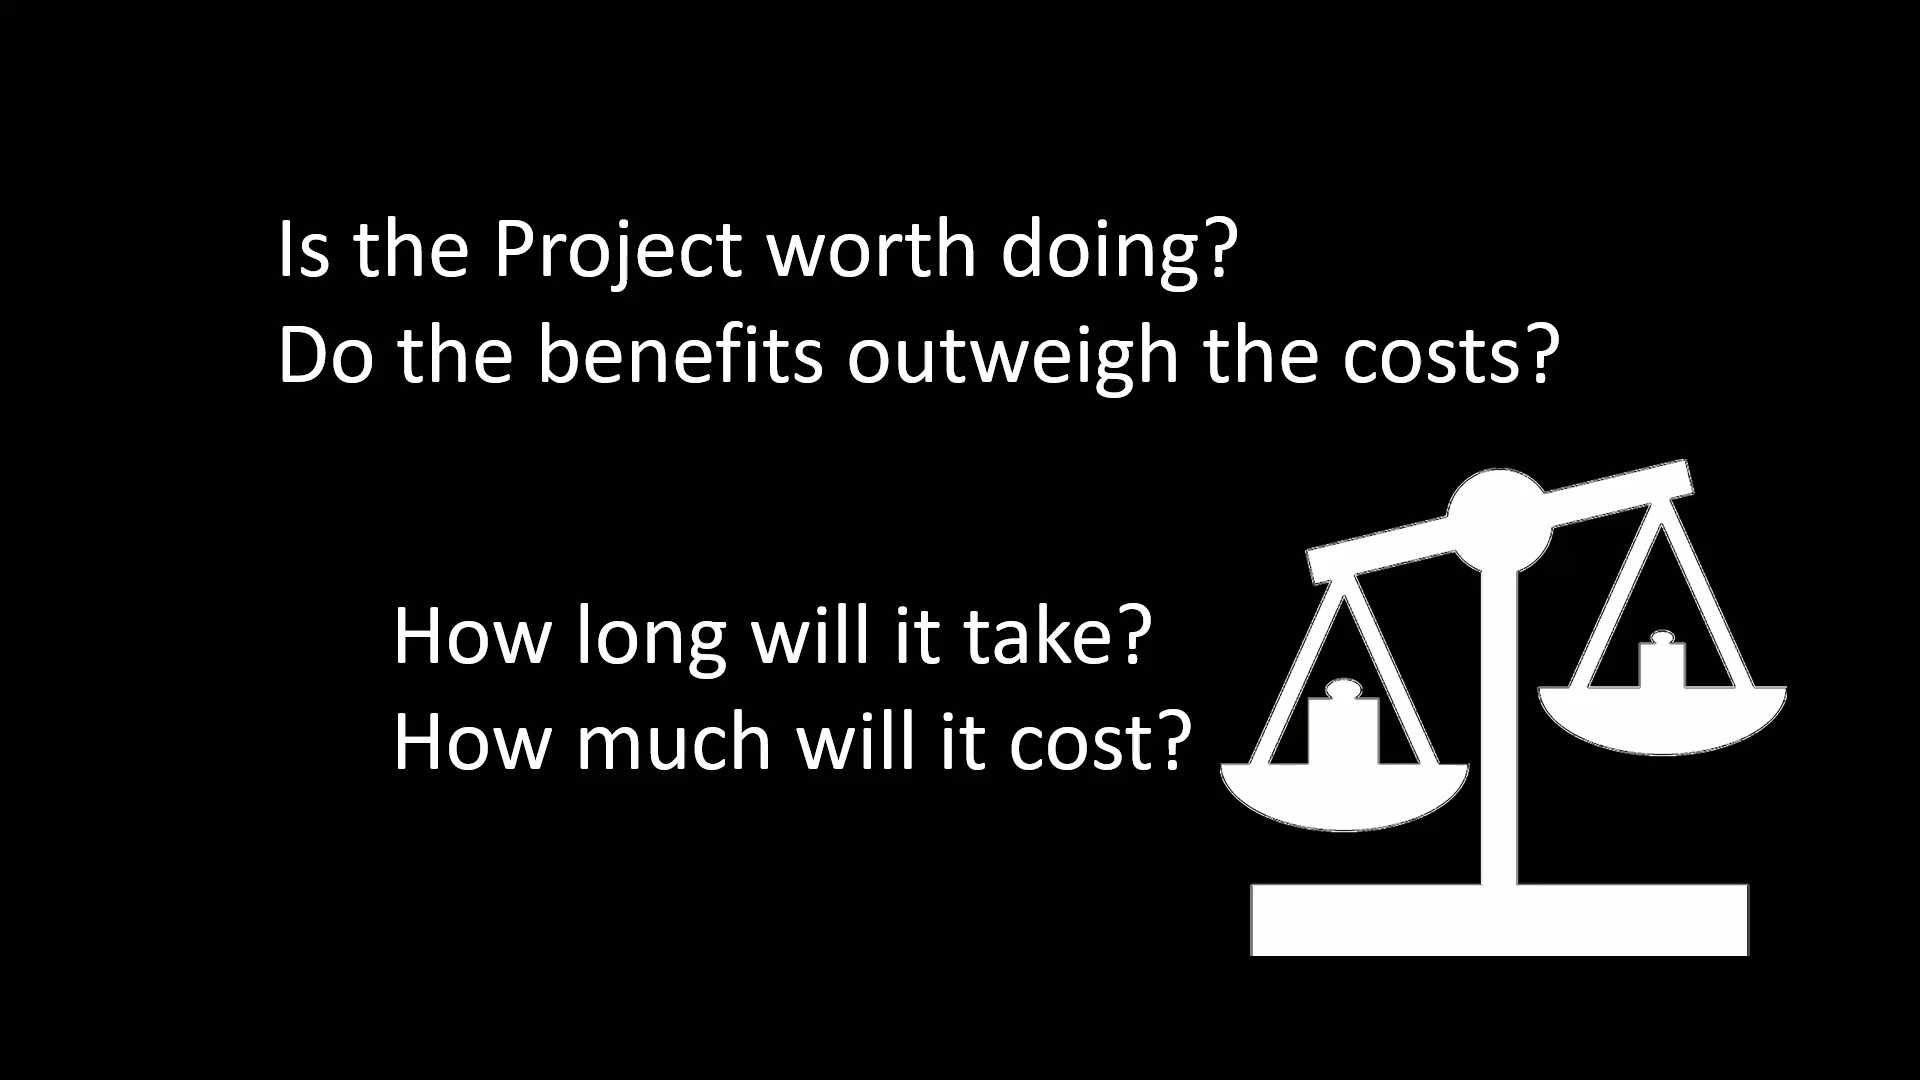 Is the Project worth doing?
Do the benefits outweigh the costs?
How long will it take?
How much will it cost?